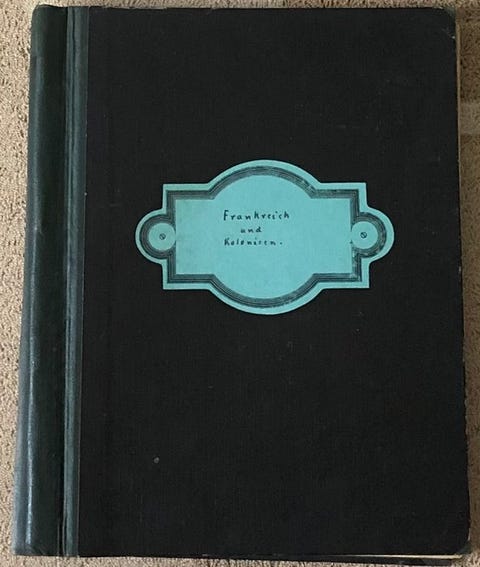 Frankreich
und
Kolonien.